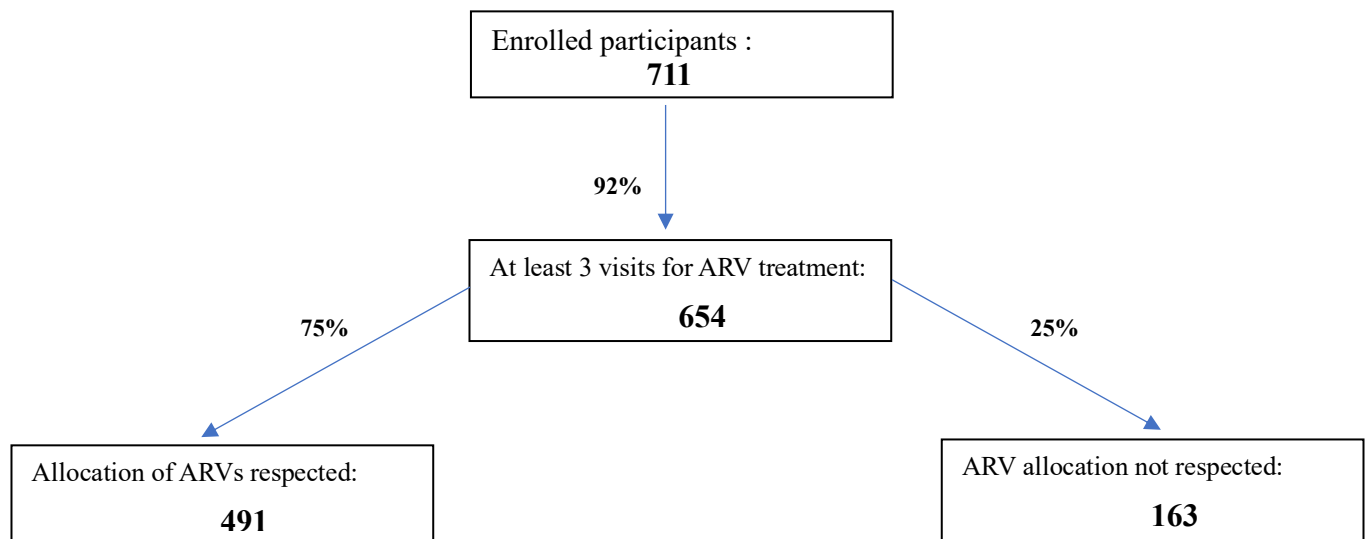 Enrolled participants :
711
92%
At least 3 visits for ARV treatment:
654
75%
25%
Allocation of ARVs respected:
491
ARV allocation not respected:
163